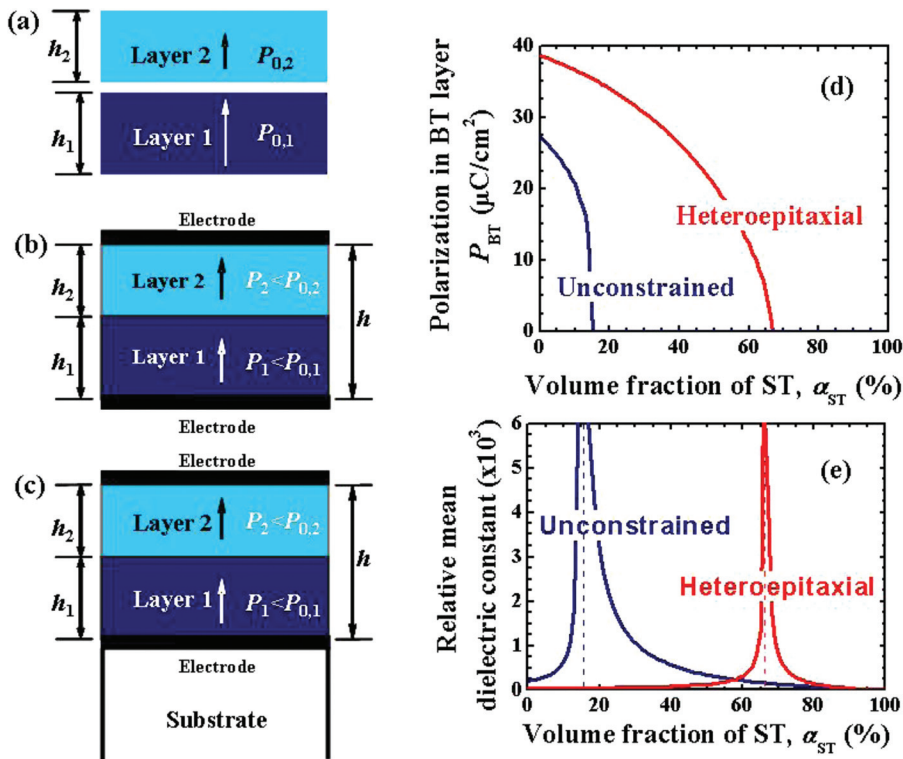 (a)
h₂
Layer 2 P₀,₂
h₁
Layer 1 P₀,₁
Electrode
(b)
h₂
Layer 2 P₂<P₀,₂
h
h₁
Layer 1 P₁<P₀,₁
Electrode
Electrode
(c)
h₂
Layer 2 P₂<P₀,₂
h
h₁
Layer 1 P₁<P₀,₁
Electrode
Substrate
Polarization in BT layer
P_BT (μC/cm²)
40
30
20
10
0
(d)
Heteroepitaxial
Unconstrained
0 20 40 60 80 100
Volume fraction of ST, α_ST (%)
Relative mean
dielectric constant (x10³)
6
5
4
3
2
1
0
(e)
Unconstrained
Heteroepitaxial
0 20 40 60 80 100
Volume fraction of ST, α_ST (%)